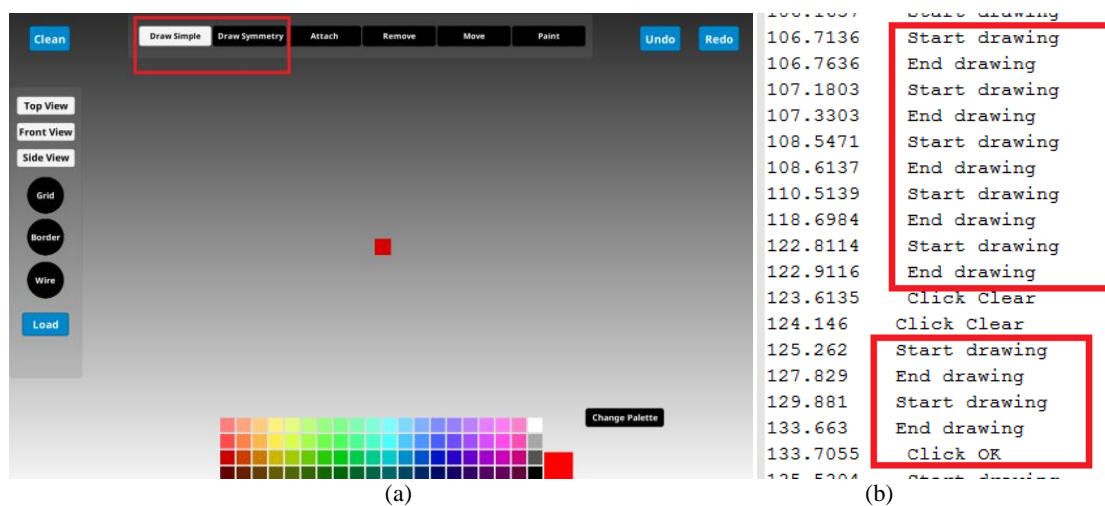 Clean
Draw Simple Draw Symmetry Attach Remove Move Paint
Undo Redo
Top View
Front View
Side View
Grid
Border
Wire
Load
Change Palette
(a)
Start drawing
106.7136 Start drawing
106.7636 End drawing
107.1803 Start drawing
107.3303 End drawing
108.5471 Start drawing
108.6137 End drawing
110.5139 Start drawing
118.6984 End drawing
122.8114 Start drawing
122.9116 End drawing
123.6135 Click Clear
124.146 Click Clear
125.262 Start drawing
127.829 End drawing
129.881 Start drawing
133.663 End drawing
133.7055 Click OK
Start drawing
(b)